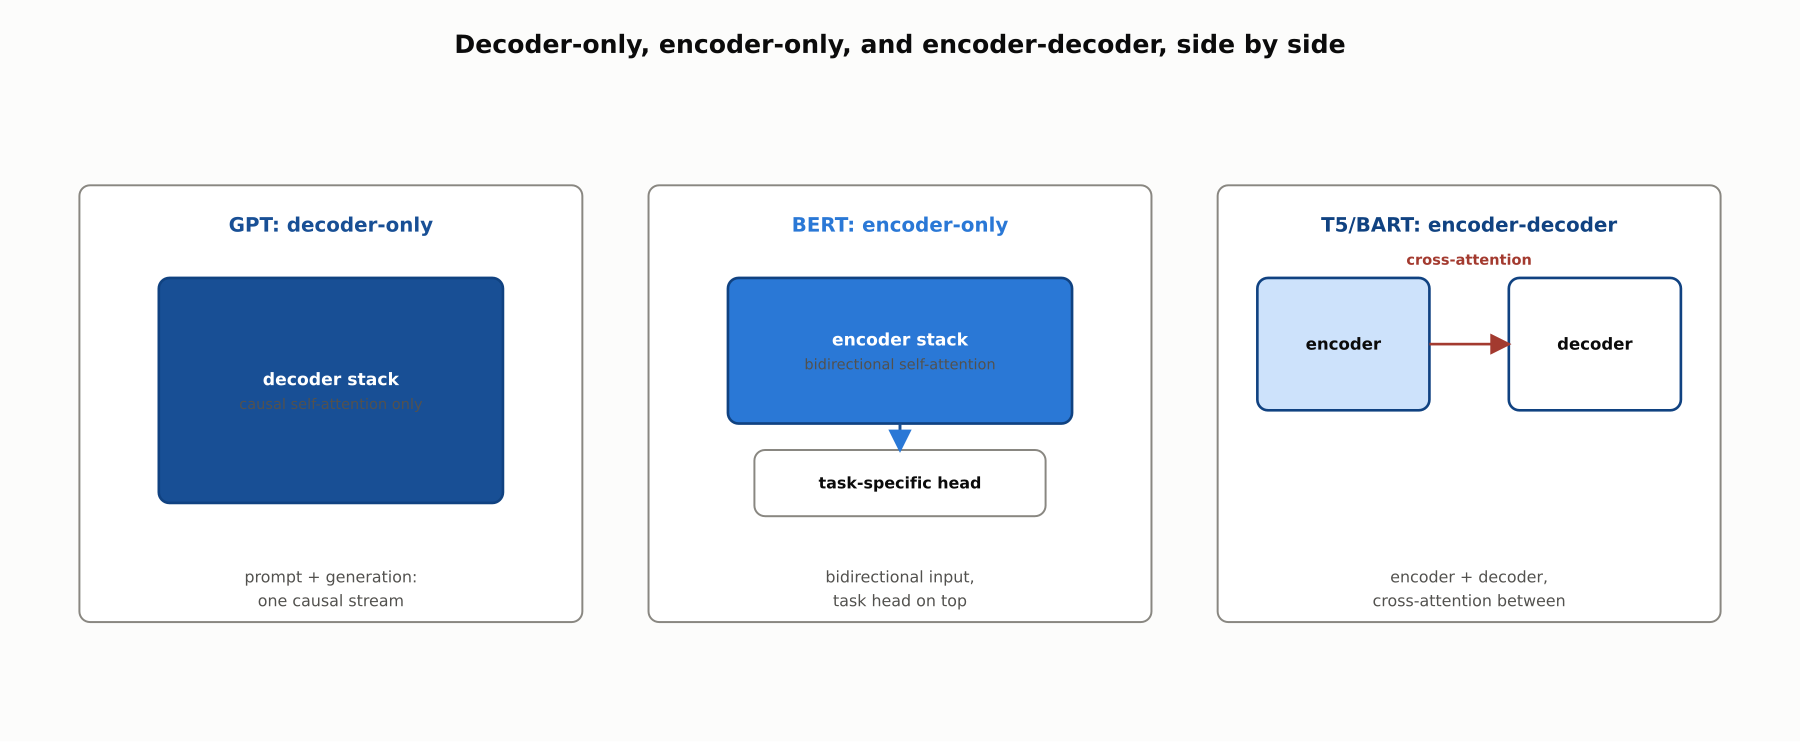 Decoder-only, encoder-only, and encoder-decoder, side by side
GPT: decoder-only
decoder stack
causal self-attention only
prompt + generation:
one causal stream
BERT: encoder-only
encoder stack
bidirectional self-attention
task-specific head
bidirectional input,
task head on top
T5/BART: encoder-decoder
cross-attention
encoder
decoder
encoder + decoder,
cross-attention between